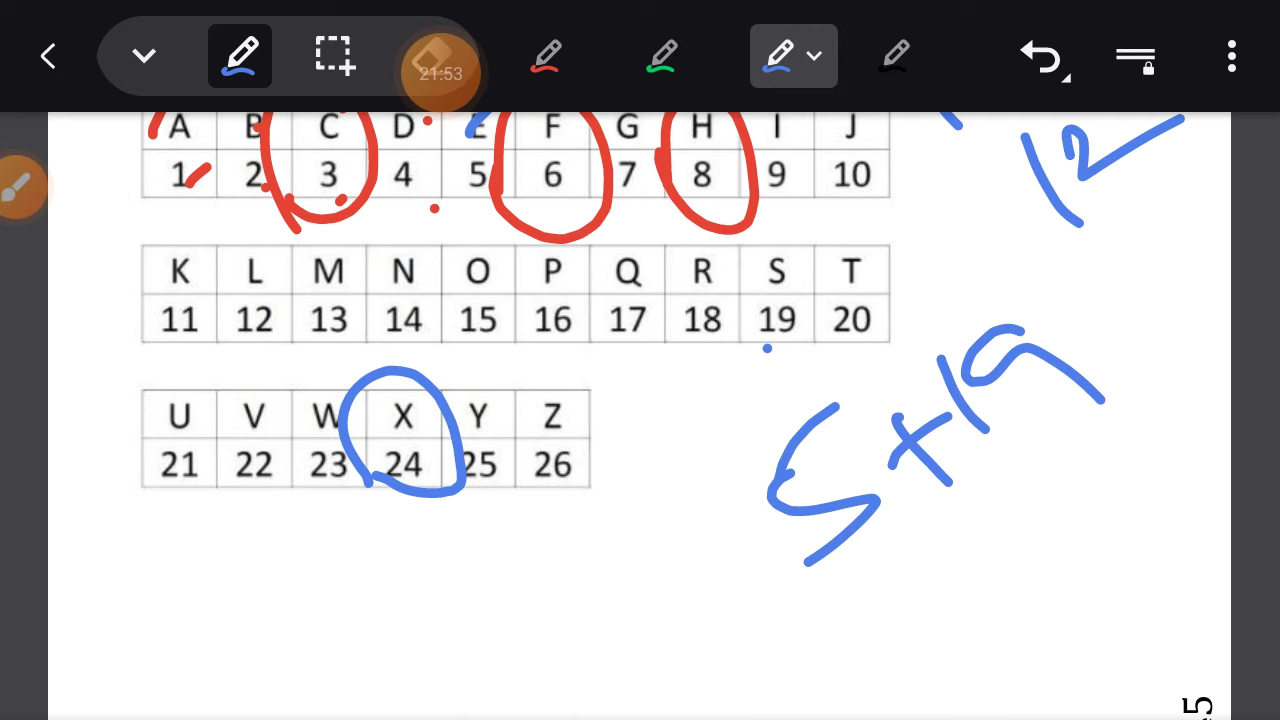 21:53
A B C D E F G H I J
1 2 3 4 5 6 7 8 9 10
12
K L M N O P Q R S T
11 12 13 14 15 16 17 18 19 20
U V W X Y Z
21 22 23 24 25 26
5+19
5